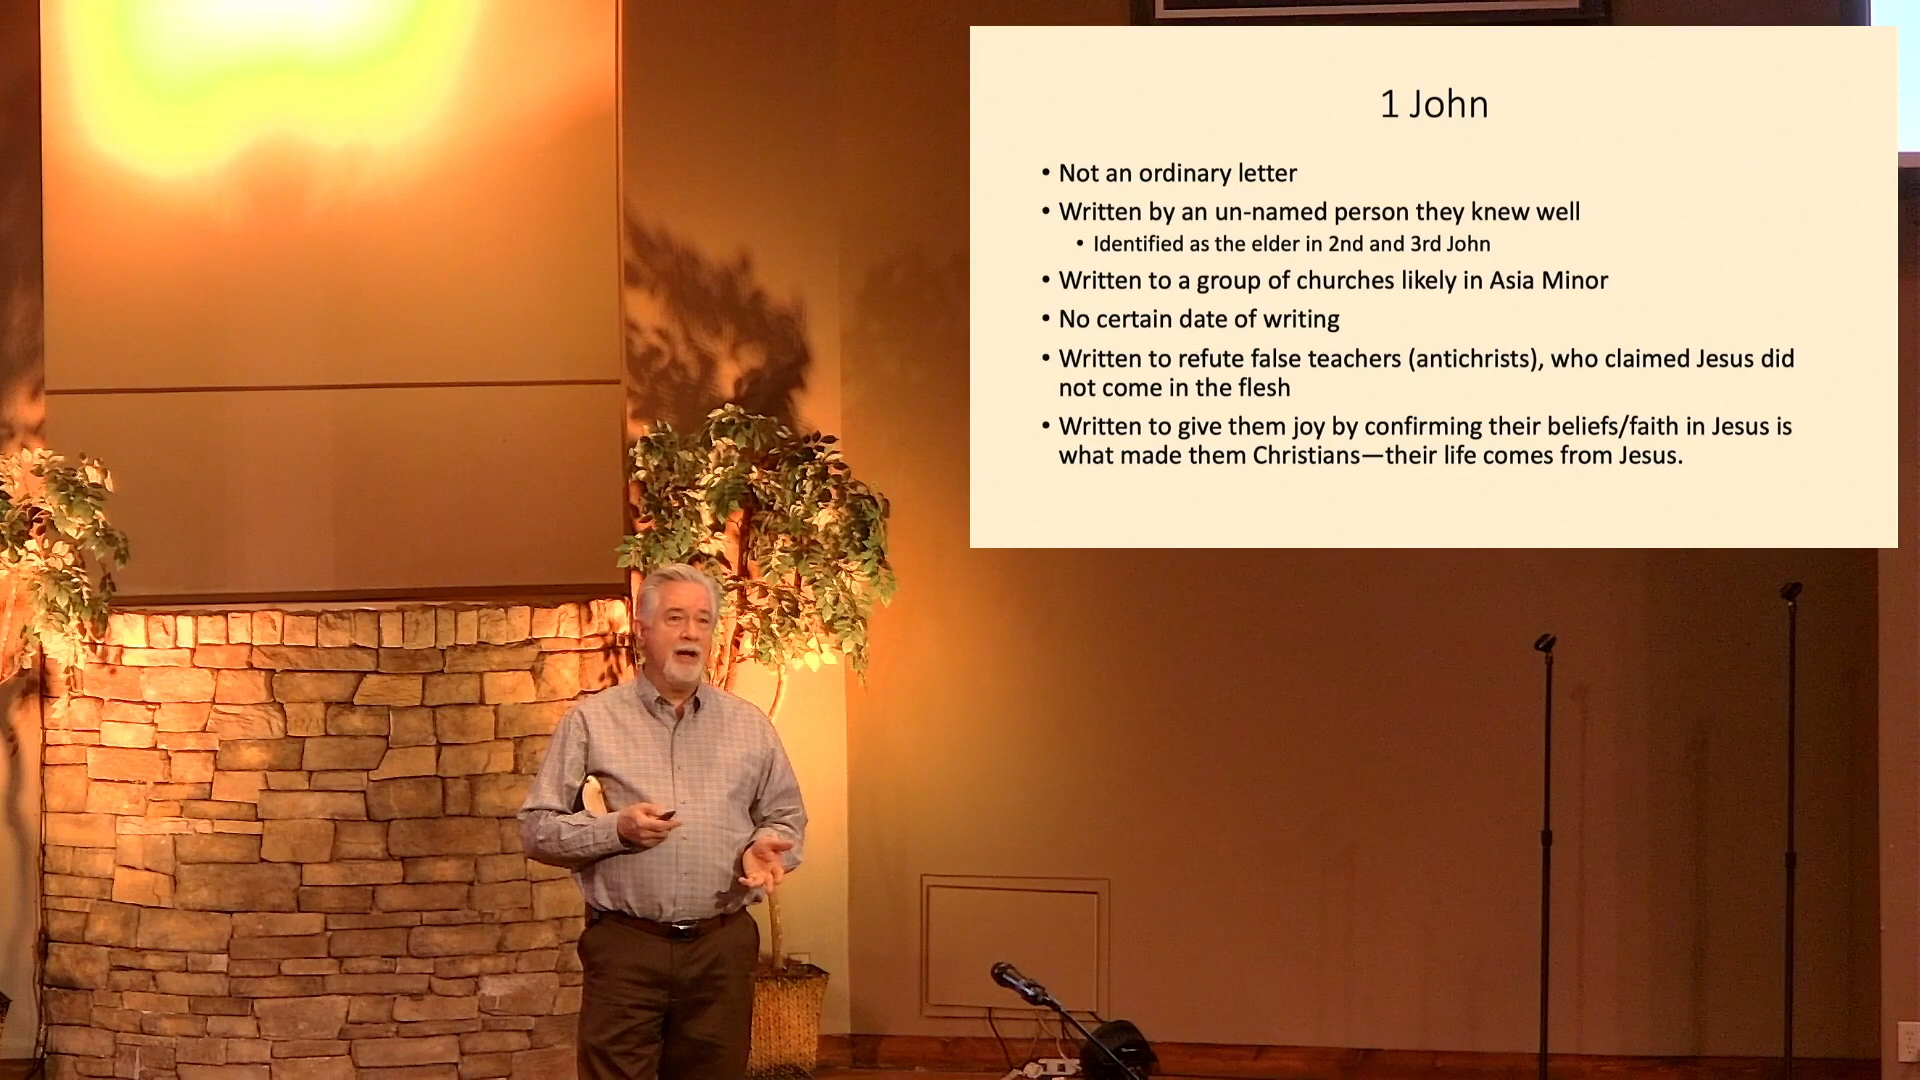 1 John
• Not an ordinary letter
• Written by an un-named person they knew well
• Identified as the elder in 2nd and 3rd John
• Written to a group of churches likely in Asia Minor
• No certain date of writing
• Written to refute false teachers (antichrists), who claimed Jesus did
not come in the flesh
• Written to give them joy by confirming their beliefs/faith in Jesus is
what made them Christians—their life comes from Jesus.